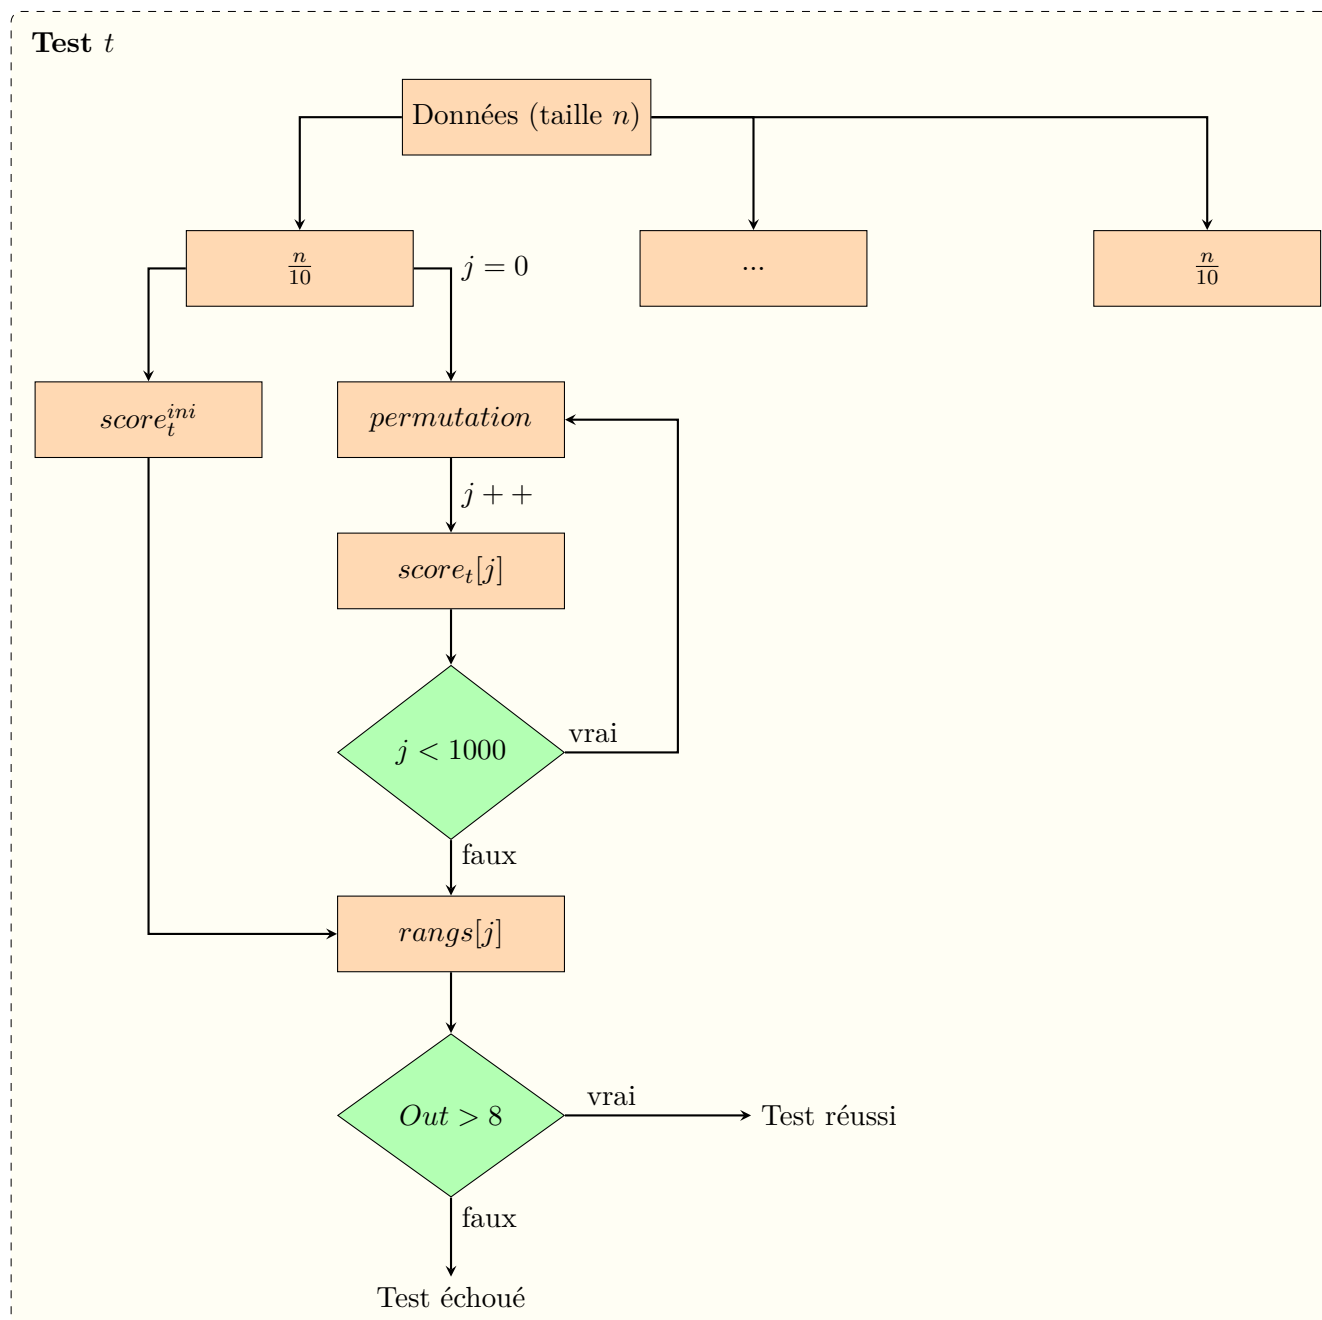 Test t
Données (taille n)
n/10
j = 0
...
n/10
score_t^ini
permutation
j + +
score_t[j]
j < 1000
vrai
faux
rangs[j]
Out > 8
vrai
Test réussi
faux
Test échoué